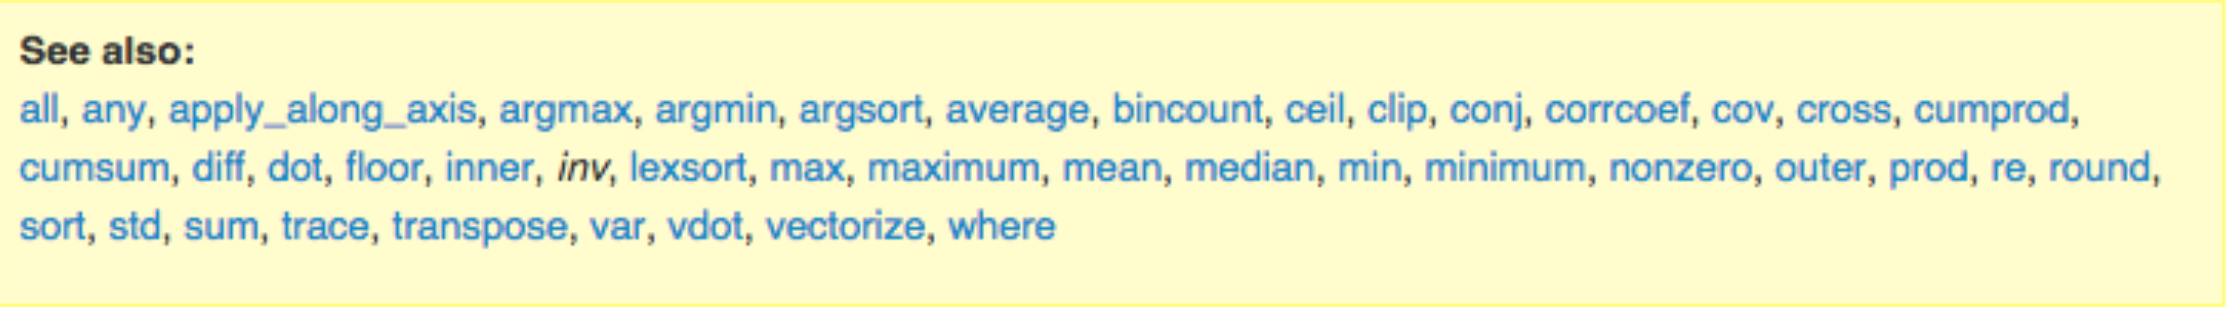 See also:
all, any, apply_along_axis, argmax, argmin, argsort, average, bincount, ceil, clip, conj, corrcoef, cov, cross, cumprod,
cumsum, diff, dot, floor, inner, inv, lexsort, max, maximum, mean, median, min, minimum, nonzero, outer, prod, re, round,
sort, std, sum, trace, transpose, var, vdot, vectorize, where